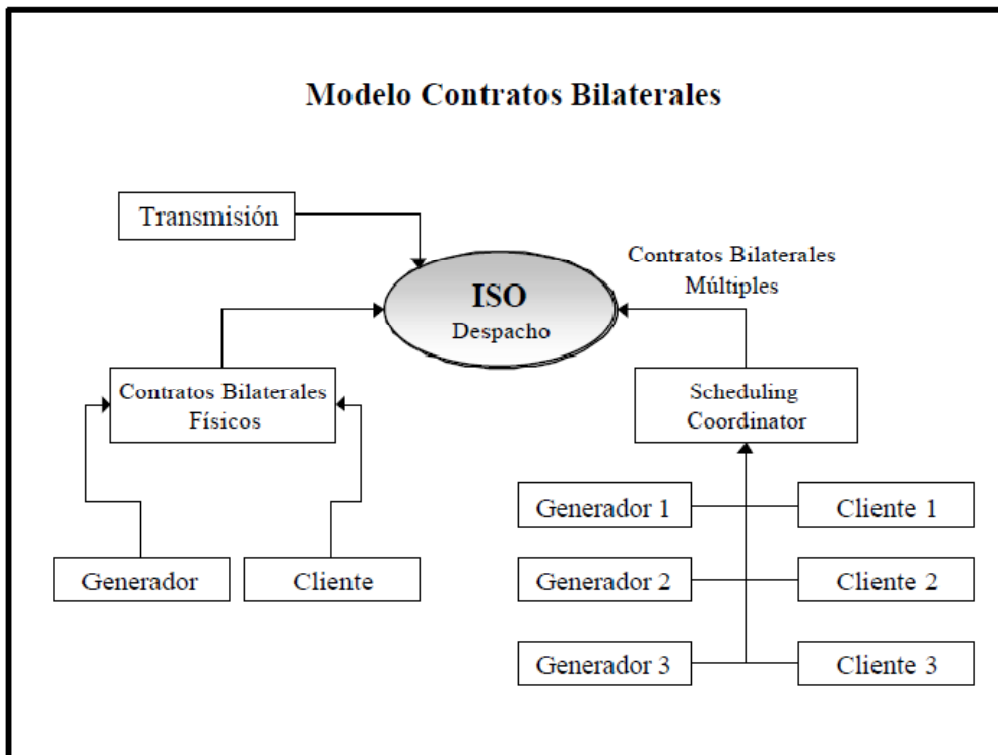 Modelo Contratos Bilaterales
Transmisión
Contratos Bilaterales
Múltiples
ISO
Despacho
Contratos Bilaterales
Físicos
Scheduling
Coordinator
Generador 1
Cliente 1
Generador
Cliente
Generador 2
Cliente 2
Generador 3
Cliente 3